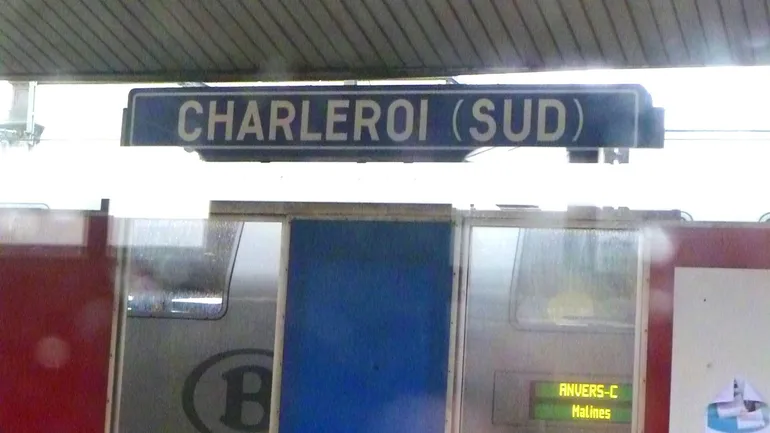 CHARLEROI (SUD)
B
ANVERS-C
Malines